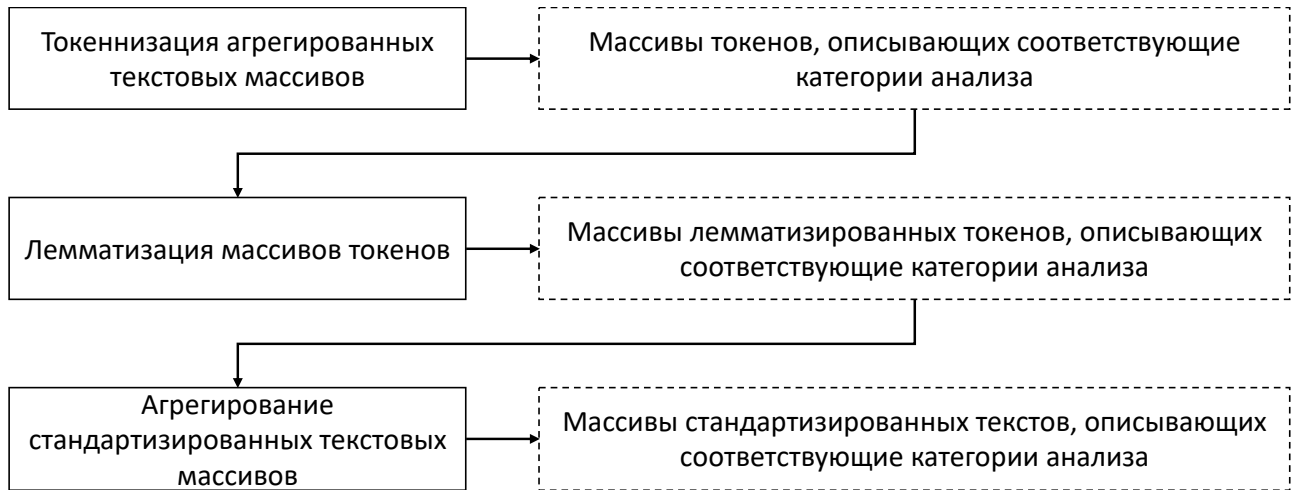 Токеннизация агрегированных
текстовых массивов
Массивы токенов, описывающих соответствующие
категории анализа
Лемматизация массивов токенов
Массивы лемматизированных токенов, описывающих
соответствующие категории анализа
Агрегирование
стандартизированных текстовых
массивов
Массивы стандартизированных текстов, описывающих
соответствующие категории анализа